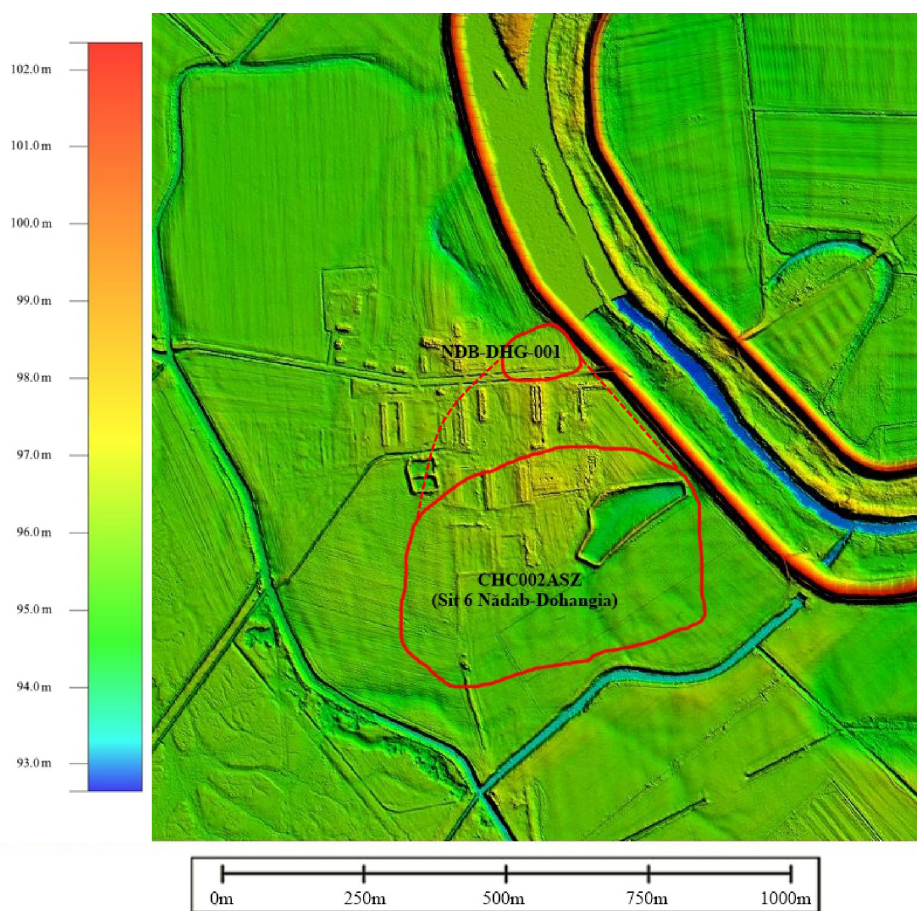 102.0 m
101.0 m
100.0 m
99.0 m
98.0 m
97.0 m
96.0 m
95.0 m
94.0 m
93.0 m
NDB-DHG-001
CHC002ASZ
(Sit 6 Nădab-Dohangia)
0m 250m 500m 750m 1000m